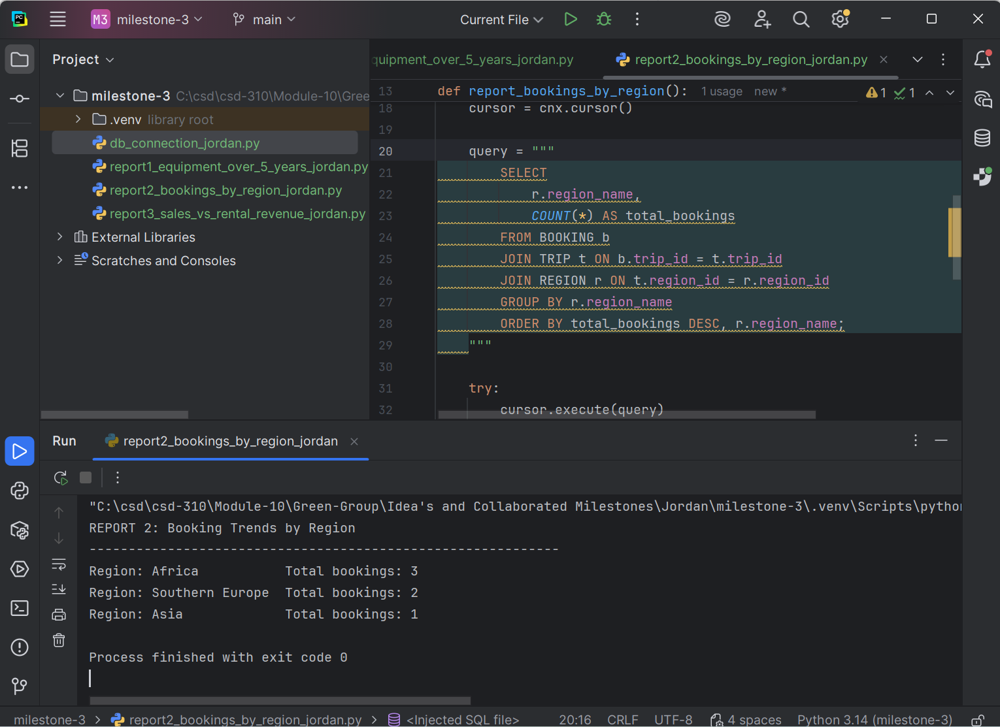 M3 milestone-3 main Current File
Project
milestone-3 C:\csd\csd-310\Module-10\Gree
.venv library root
db_connection_jordan.py
report1_equipment_over_5_years_jordan.py
report2_bookings_by_region_jordan.py
report3_sales_vs_rental_revenue_jordan.py
External Libraries
Scratches and Consoles
quipment_over_5_years_jordan.py report2_bookings_by_region_jordan.py
13 def report_bookings_by_region(): 1 usage new * 1 1
18 cursor = cnx.cursor()
19
20 query = """
21 SELECT
22 r.region_name,
23 COUNT(*) AS total_bookings
24 FROM BOOKING b
25 JOIN TRIP t ON b.trip_id = t.trip_id
26 JOIN REGION r ON t.region_id = r.region_id
27 GROUP BY r.region_name
28 ORDER BY total_bookings DESC, r.region_name;
29 """
30
31 try:
32 cursor.execute(query)
Run report2_bookings_by_region_jordan
"C:\csd\csd-310\Module-10\Green-Group\Idea's and Collaborated Milestones\Jordan\milestone-3\.venv\Scripts\python
REPORT 2: Booking Trends by Region
------------------------------------------------------------
Region: Africa Total bookings: 3
Region: Southern Europe Total bookings: 2
Region: Asia Total bookings: 1
Process finished with exit code 0
milestone-3 > report2_bookings_by_region_jordan.py > <Injected SQL file> 20:16 CRLF UTF-8 4 spaces Python 3.14 (milestone-3)